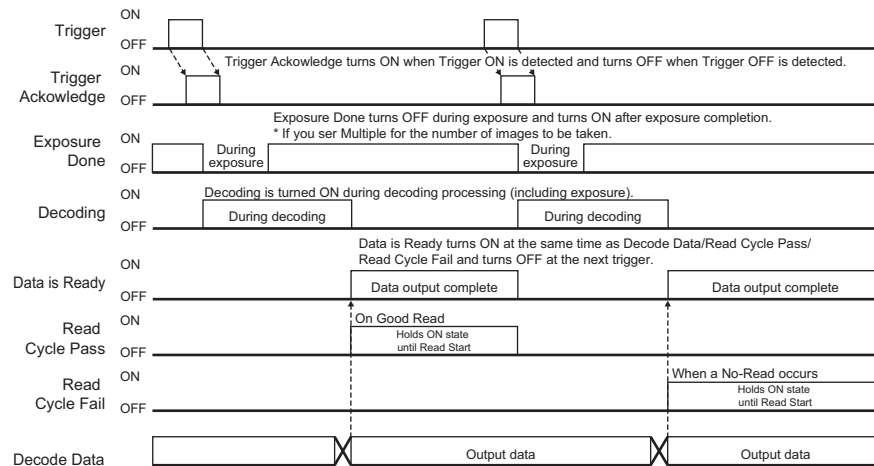 ON
Trigger
OFF
Trigger Ackowledge turns ON when Trigger ON is detected and turns OFF when Trigger OFF is detected.
ON
Trigger
Ackowledge
OFF
Exposure Done turns OFF during exposure and turns ON after exposure completion.
* If you ser Multiple for the number of images to be taken.
ON
Exposure
Done
OFF
During
exposure
During
exposure
ON
Decoding is turned ON during decoding processing (including exposure).
Decoding
OFF
During decoding
During decoding
Data is Ready turns ON at the same time as Decode Data/Read Cycle Pass/
Read Cycle Fail and turns OFF at the next trigger.
ON
Data is Ready
OFF
Data output complete
Data output complete
ON
On Good Read
Read
Cycle Pass
OFF
Holds ON state
until Read Start
ON
When a No-Read occurs
Read
Cycle Fail
OFF
Holds ON state
until Read Start
Decode Data
Output data
Output data